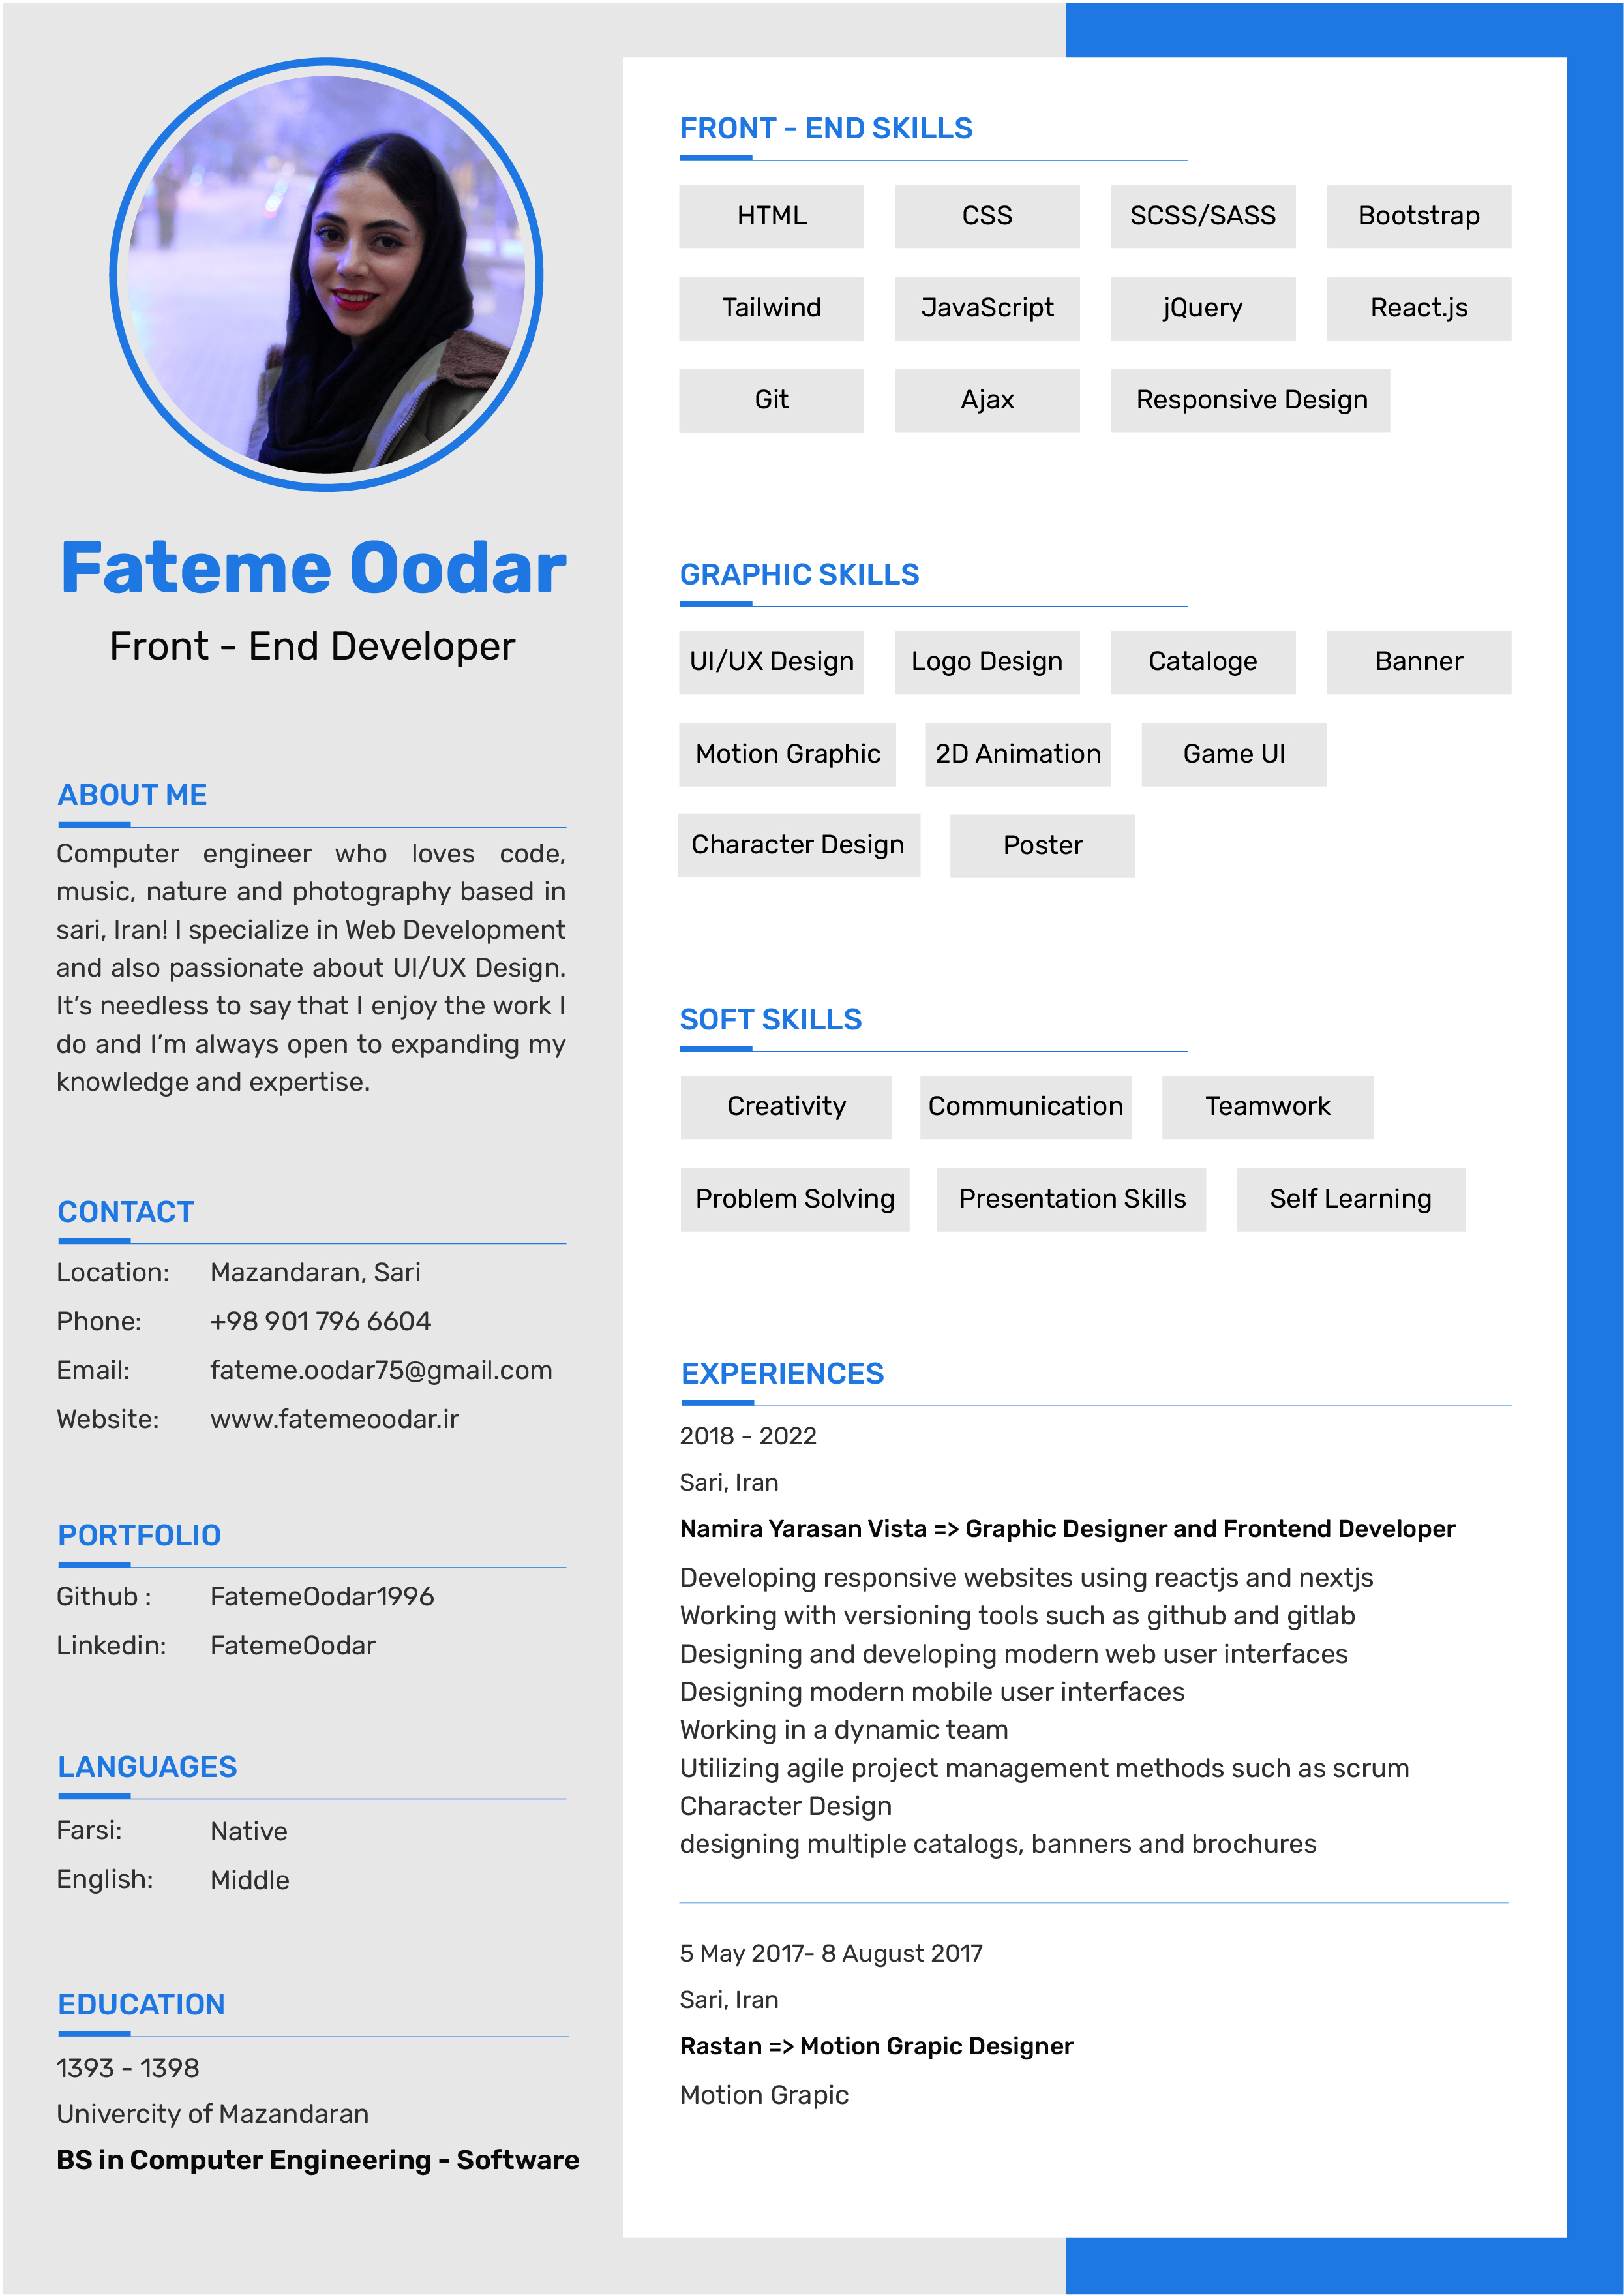 Fateme Oodar
Front - End Developer
ABOUT ME
Computer engineer who loves code,
music, nature and photography based in
sari, Iran! I specialize in Web Development
and also passionate about UI/UX Design.
It’s needless to say that I enjoy the work I
do and I’m always open to expanding my
knowledge and expertise.
CONTACT
Location: Mazandaran, Sari
Phone: +98 901 796 6604
Email: fateme.oodar75@gmail.com
Website: www.fatemeoodar.ir
PORTFOLIO
Github : FatemeOodar1996
Linkedin: FatemeOodar
LANGUAGES
Farsi: Native
English: Middle
EDUCATION
1393 - 1398
Univercity of Mazandaran
BS in Computer Engineering - Software
FRONT - END SKILLS
HTML CSS SCSS/SASS Bootstrap
Tailwind JavaScript jQuery React.js
Git Ajax Responsive Design
GRAPHIC SKILLS
UI/UX Design Logo Design Cataloge Banner
Motion Graphic 2D Animation Game UI
Character Design Poster
SOFT SKILLS
Creativity Communication Teamwork
Problem Solving Presentation Skills Self Learning
EXPERIENCES
2018 - 2022
Sari, Iran
Namira Yarasan Vista => Graphic Designer and Frontend Developer
Developing responsive websites using reactjs and nextjs
Working with versioning tools such as github and gitlab
Designing and developing modern web user interfaces
Designing modern mobile user interfaces
Working in a dynamic team
Utilizing agile project management methods such as scrum
Character Design
designing multiple catalogs, banners and brochures
5 May 2017- 8 August 2017
Sari, Iran
Rastan => Motion Grapic Designer
Motion Grapic